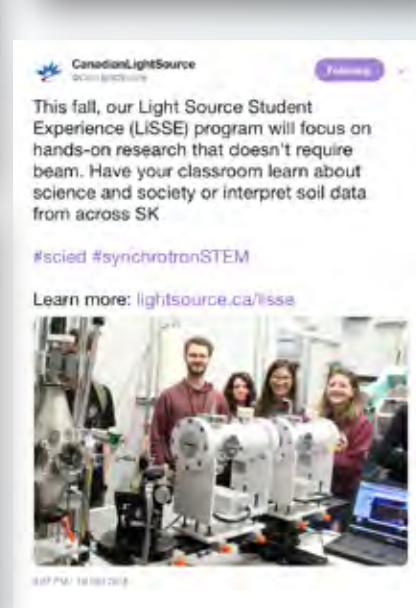 CanadianLightSource
Following
This fall, our Light Source Student
Experience (LiSSE) program will focus on
hands-on research that doesn't require
beam. Have your classroom learn about
science and society or interpret soil data
from across SK
#scied #synchrotronSTEM
Learn more: lightsource.ca/lisse